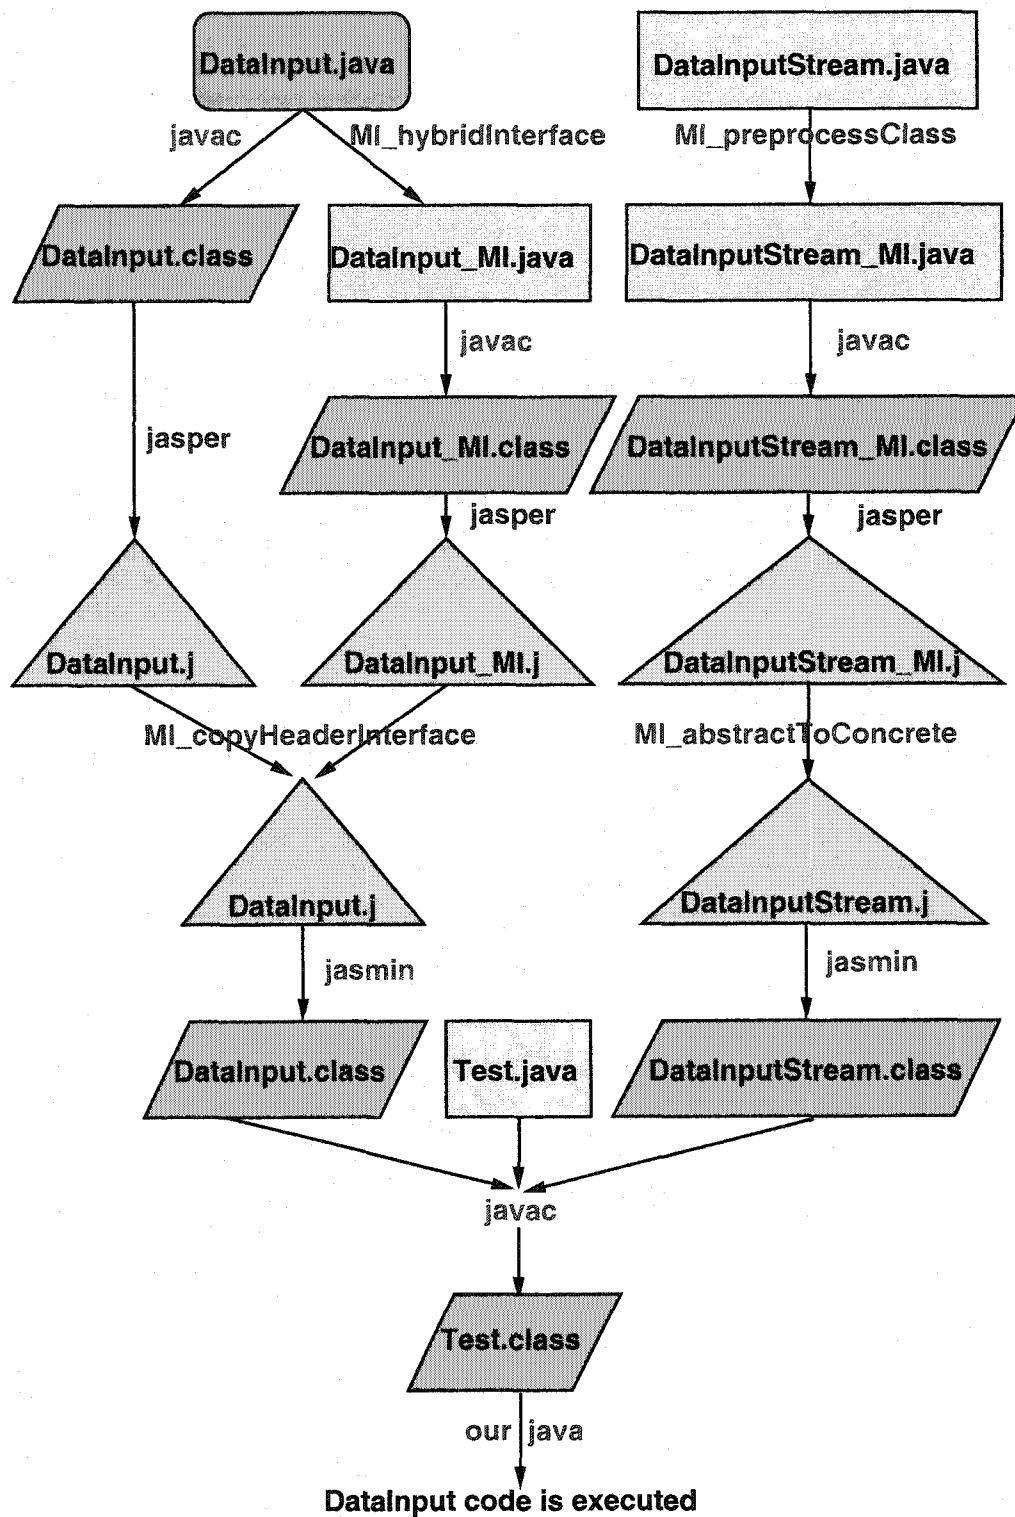 DataInput.java
DataInputStream.java
javac
MI_hybridInterface
MI_preprocessClass
DataInput.class
DataInput_MI.java
DataInputStream_MI.java
javac
javac
jasper
DataInput_MI.class
DataInputStream_MI.class
jasper
jasper
DataInput.j
DataInput_MI.j
DataInputStream_MI.j
MI_copyHeaderInterface
MI_abstractToConcrete
DataInput.j
DataInputStream.j
jasmin
jasmin
DataInput.class
Test.java
DataInputStream.class
javac
Test.class
our java
DataInput code is executed